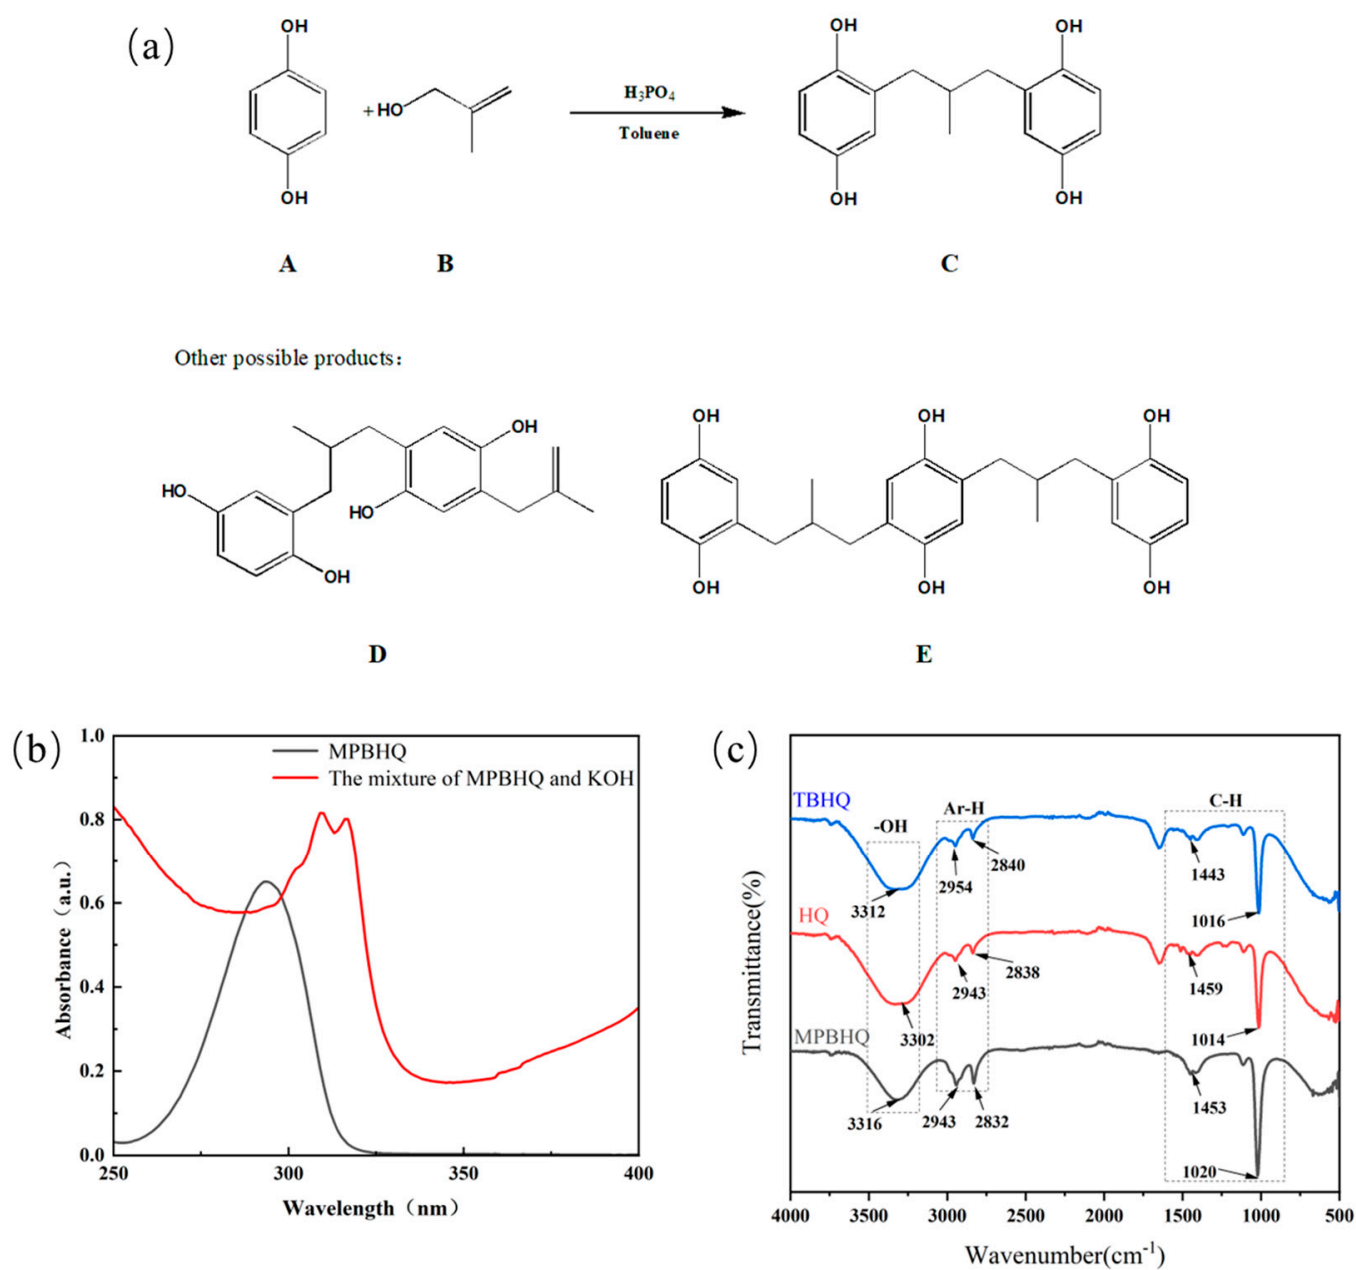 (a)
OH
OH
+ HO
H3PO4
Toluene
OH
OH
OH
OH
A
B
C
Other possible products:
OH
HO
HO
OH
D
OH
OH
OH
OH
OH
OH
E
(b)
MPBHQ
The mixture of MPBHQ and KOH
1.0
0.8
0.6
0.4
0.2
0.0
250
300
350
400
Absorbance (a.u.)
Wavelength (nm)
(c)
TBHQ
HQ
MPBHQ
-OH
Ar-H
C-H
3312
2954
2840
1443
1016
3302
2943
2838
1459
1014
3316
2943
2832
1453
1020
4000
3500
3000
2500
2000
1500
1000
500
Transmittance(%)
Wavenumber(cm-1)